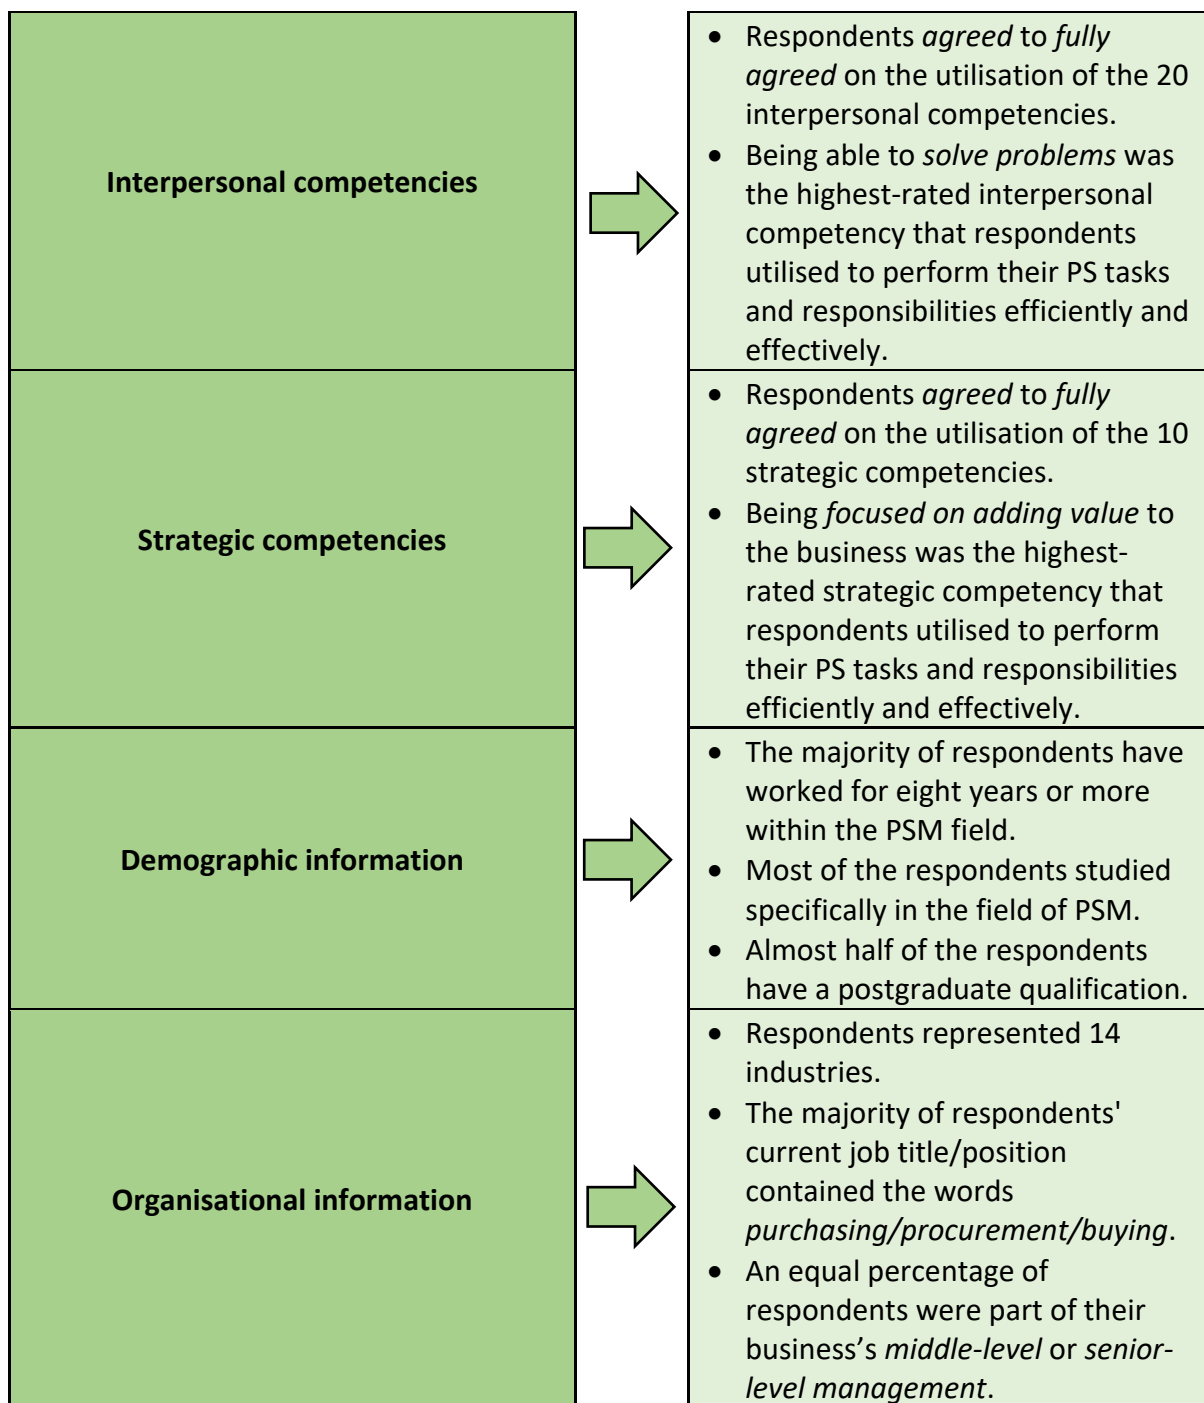 Interpersonal competencies
• Respondents agreed to fully
agreed on the utilisation of the 20
interpersonal competencies.
• Being able to solve problems was
the highest-rated interpersonal
competency that respondents
utilised to perform their PS tasks
and responsibilities efficiently and
effectively.
Strategic competencies
• Respondents agreed to fully
agreed on the utilisation of the 10
strategic competencies.
• Being focused on adding value to
the business was the highest-
rated strategic competency that
respondents utilised to perform
their PS tasks and responsibilities
efficiently and effectively.
Demographic information
• The majority of respondents have
worked for eight years or more
within the PSM field.
• Most of the respondents studied
specifically in the field of PSM.
• Almost half of the respondents
have a postgraduate qualification.
Organisational information
• Respondents represented 14
industries.
• The majority of respondents'
current job title/position
contained the words
purchasing/procurement/buying.
• An equal percentage of
respondents were part of their
business’s middle-level or senior-
level management.